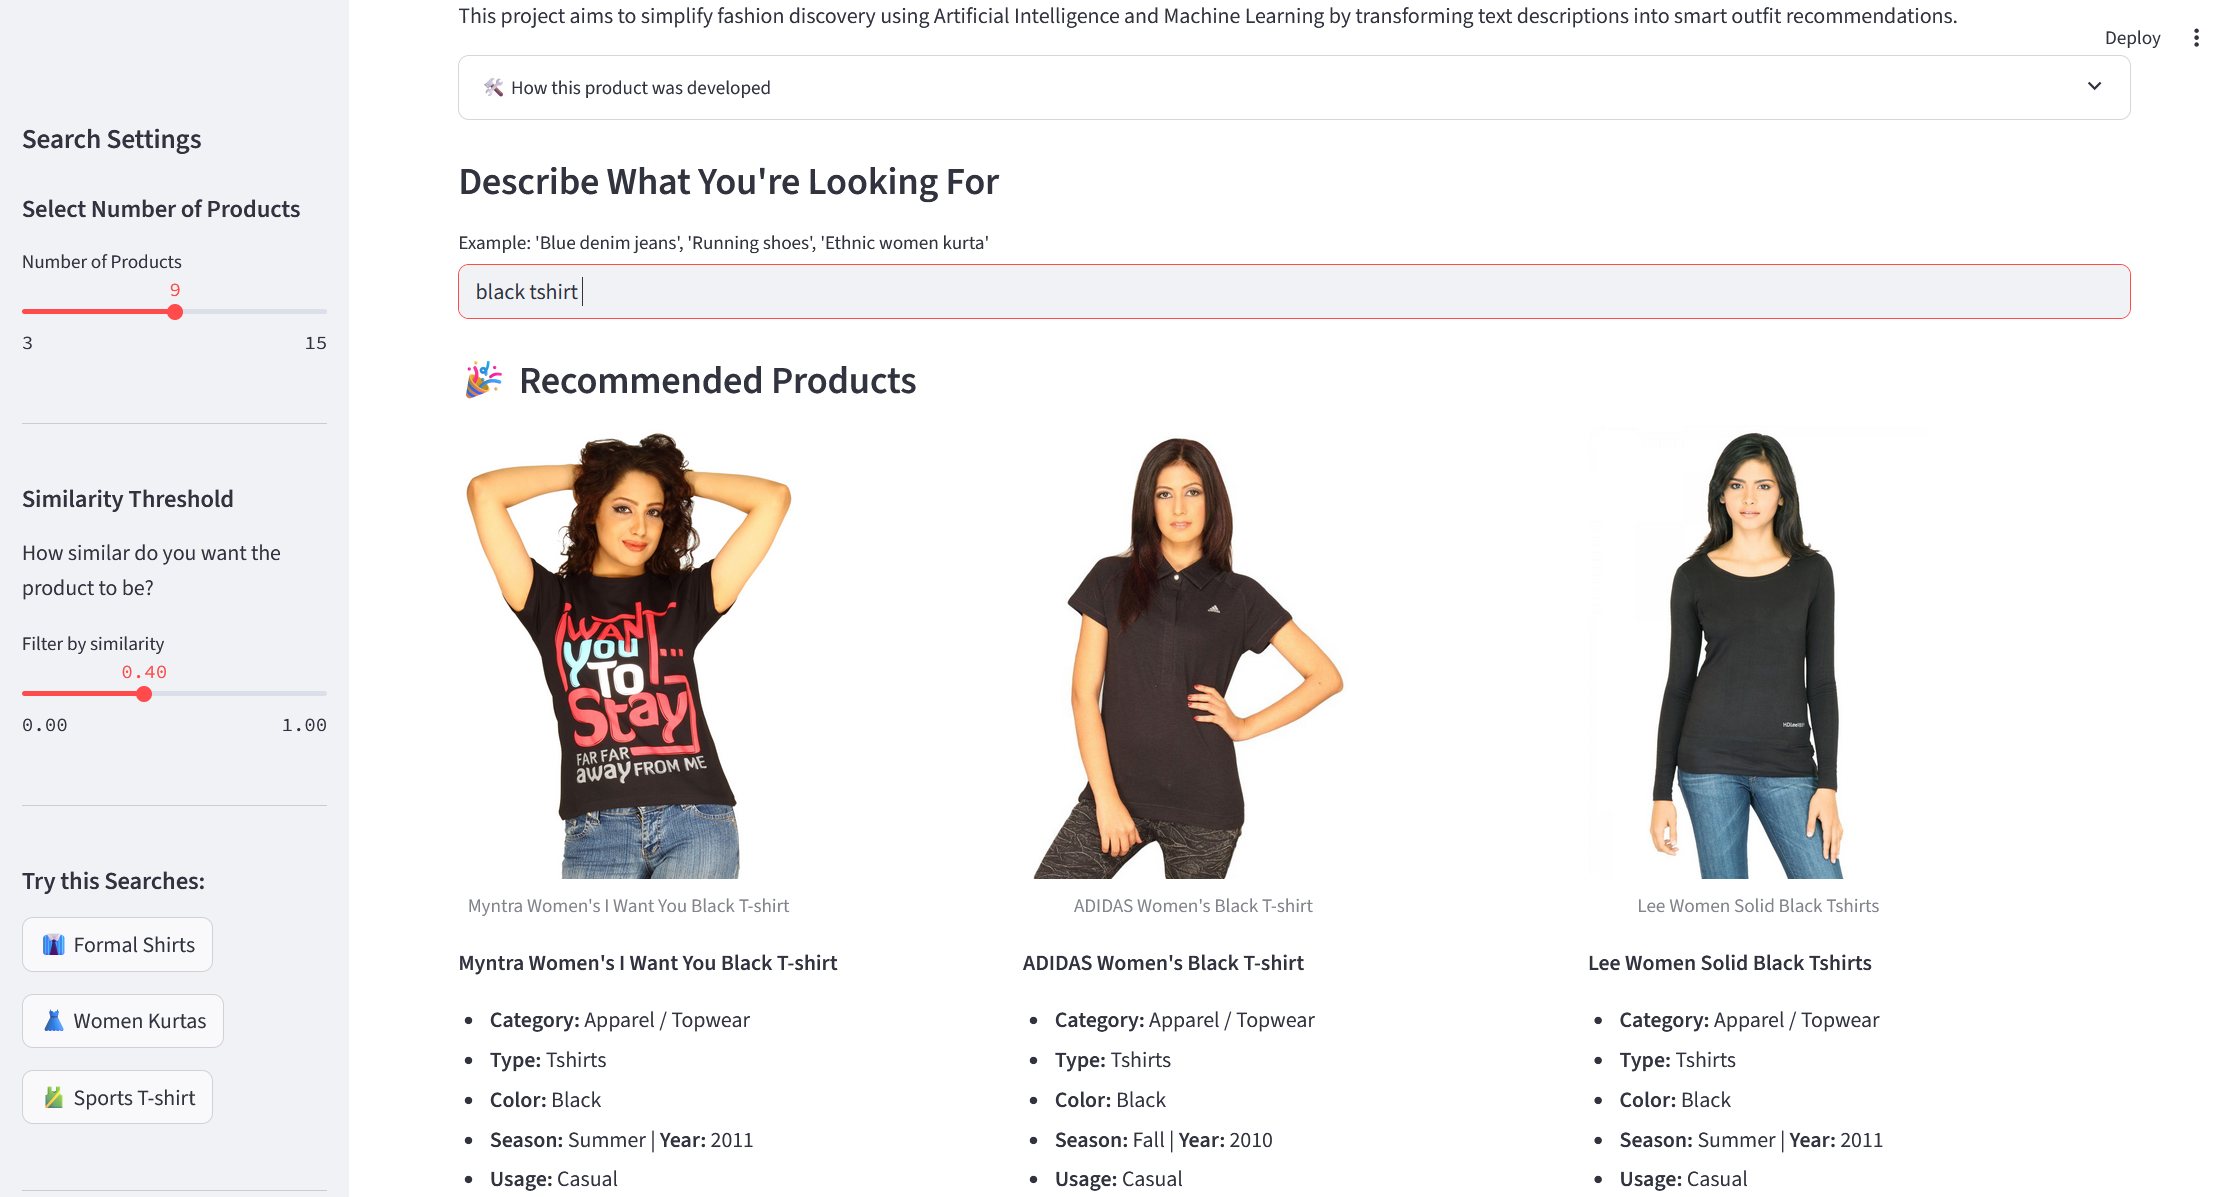 This project aims to simplify fashion discovery using Artificial Intelligence and Machine Learning by transforming text descriptions into smart outfit recommendations.
Deploy
🛠 How this product was developed
Search Settings
Select Number of Products
Number of Products
9
3 15
Similarity Threshold
How similar do you want the
product to be?
Filter by similarity
0.40
0.00 1.00
Try this Searches:
👔 Formal Shirts
👗 Women Kurtas
🎽 Sports T-shirt
Describe What You're Looking For
Example: 'Blue denim jeans', 'Running shoes', 'Ethnic women kurta'
black tshirt
🎉 Recommended Products
I WANT
YOU
TO
Stay
FAR FAR
away FROM ME
Myntra Women's I Want You Black T-shirt
Myntra Women's I Want You Black T-shirt
• Category: Apparel / Topwear
• Type: Tshirts
• Color: Black
• Season: Summer | Year: 2011
• Usage: Casual
ADIDAS Women's Black T-shirt
ADIDAS Women's Black T-shirt
• Category: Apparel / Topwear
• Type: Tshirts
• Color: Black
• Season: Fall | Year: 2010
• Usage: Casual
Lee Women Solid Black Tshirts
Lee Women Solid Black Tshirts
• Category: Apparel / Topwear
• Type: Tshirts
• Color: Black
• Season: Summer | Year: 2011
• Usage: Casual